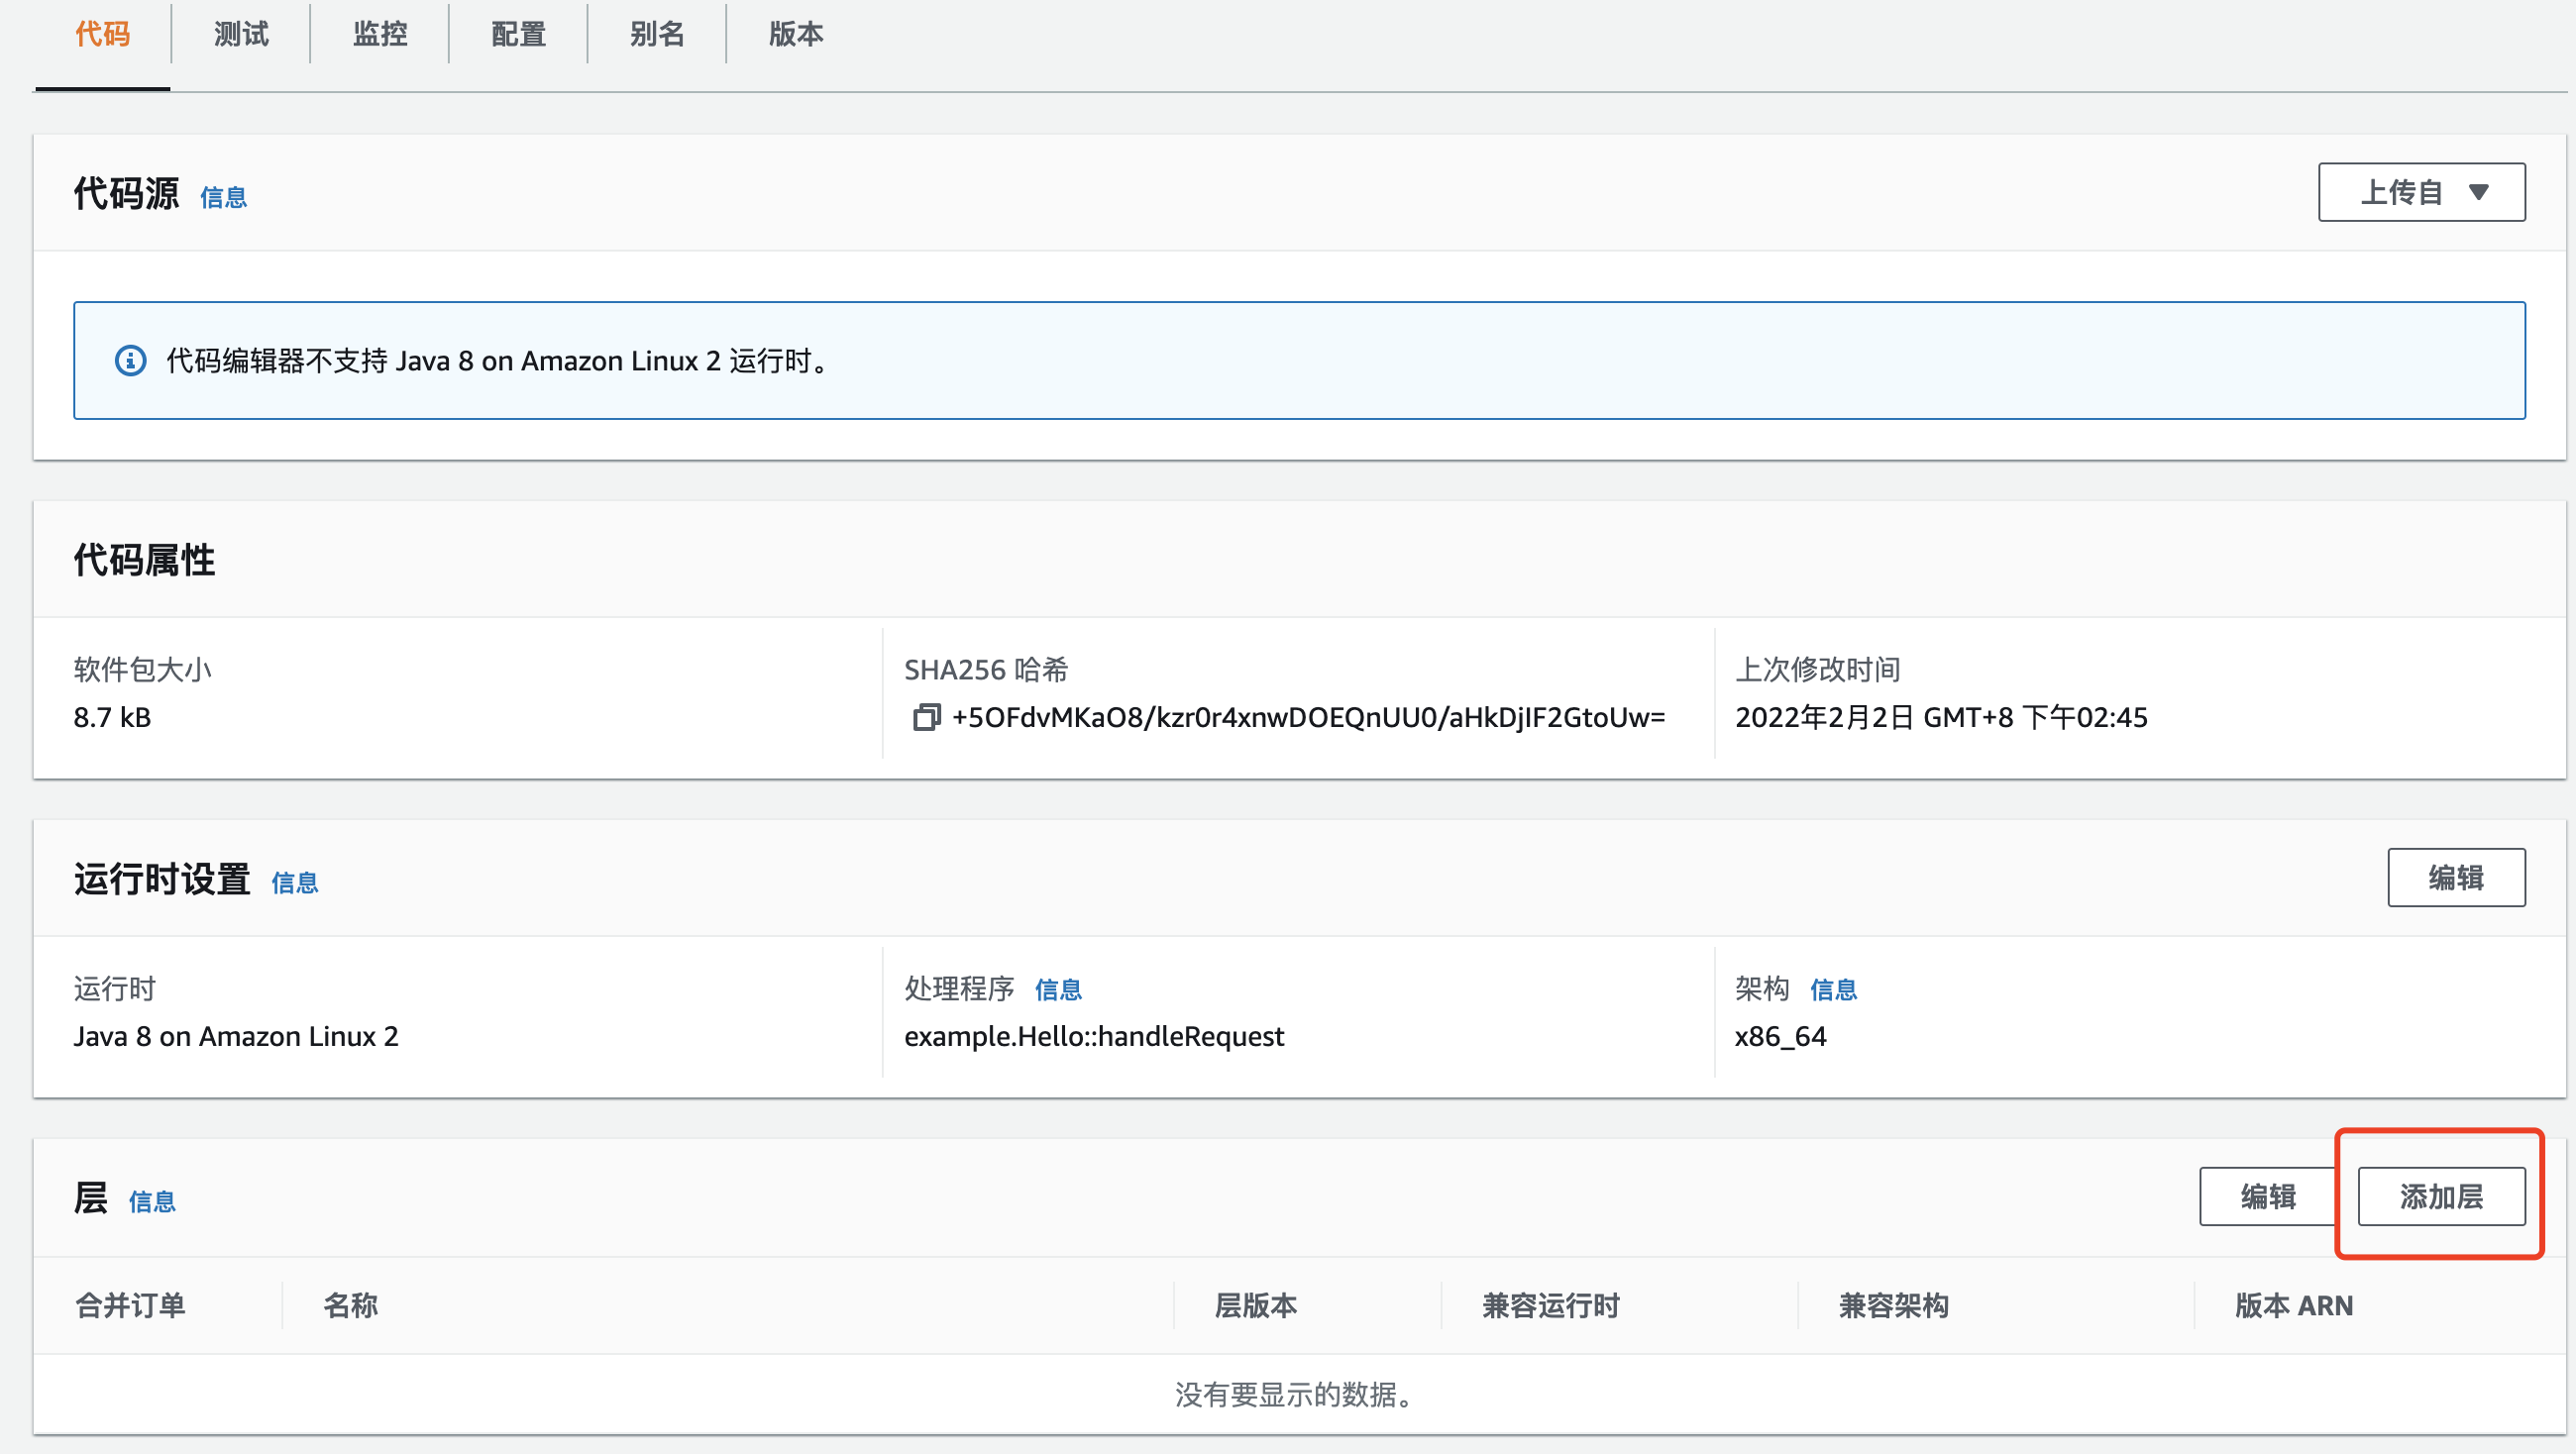 代码 测试 监控 配置 别名 版本
代码源 信息 上传自
代码编辑器不支持 Java 8 on Amazon Linux 2 运行时。
代码属性
软件包大小 SHA256 哈希 上次修改时间
8.7 kB +5OFdvMKaO8/kzr0r4xnwDOEQnUU0/aHkDjIF2GtoUw= 2022年2月2日 GMT+8 下午02:45
运行时设置 信息 编辑
运行时 处理程序 信息 架构 信息
Java 8 on Amazon Linux 2 example.Hello::handleRequest x86_64
层 信息 编辑 添加层
合并订单 名称 层版本 兼容运行时 兼容架构 版本 ARN
没有要显示的数据。